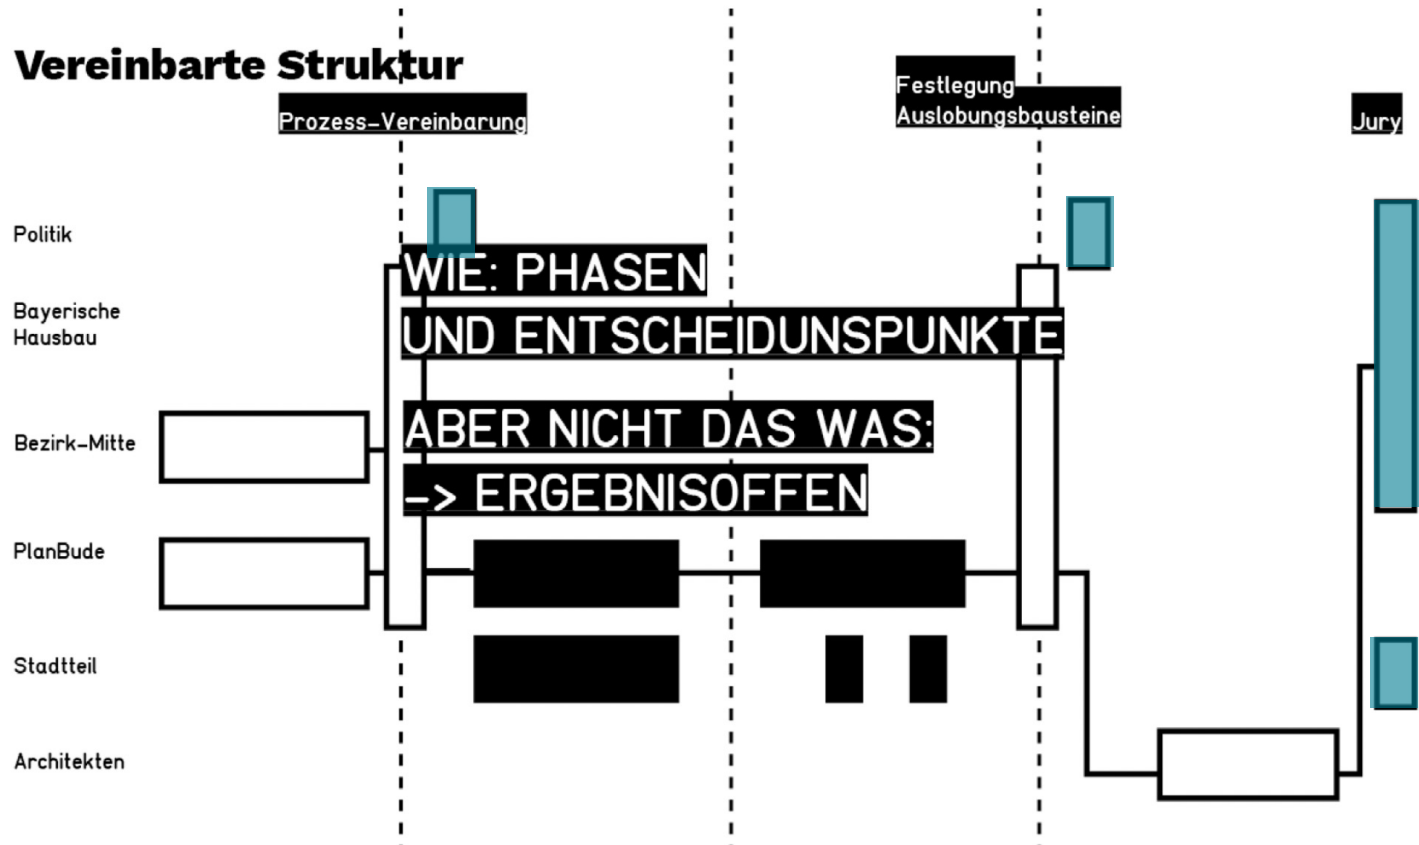 Vereinbarte Struktur
Prozess-Vereinbarung
Festlegung
Auslobungsbausteine
Jury
Politik
WIE: PHASEN
Bayerische
Hausbau
UND ENTSCHEIDUNSPUNKTE
Bezirk-Mitte
ABER NICHT DAS WAS:
-> ERGEBNISOFFEN
PlanBude
Stadtteil
Architekten